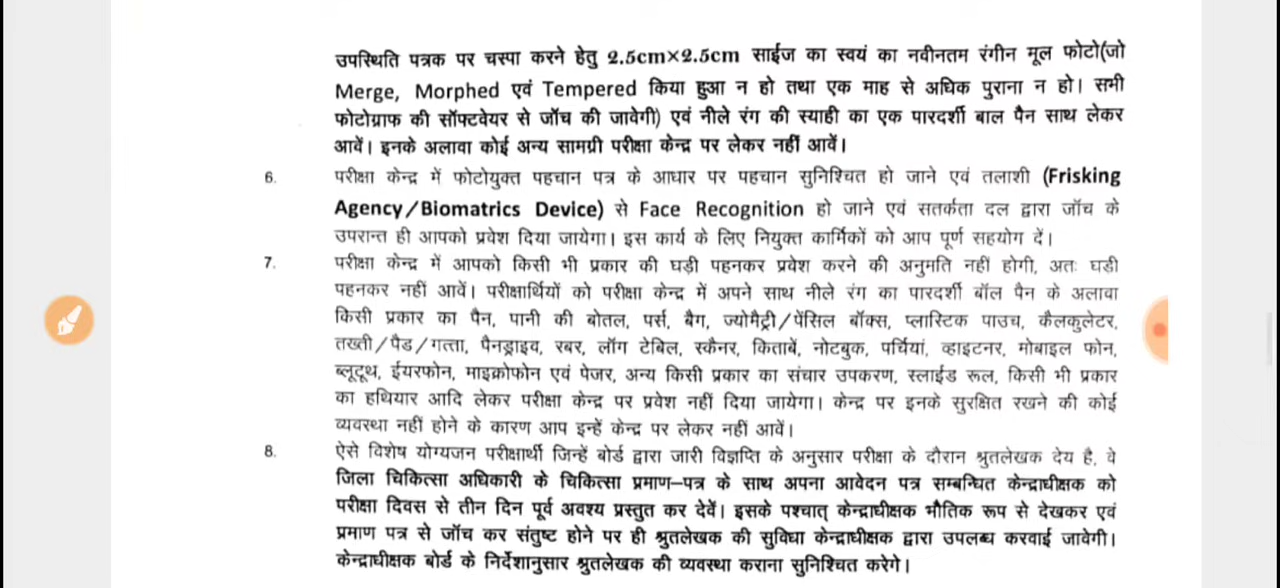 उपस्थिति पत्रक पर चस्पा करने हेतु 2.5cm×2.5cm साईज का स्वयं का नवीनतम रंगीन मूल फोटो(जो
Merge, Morphed एवं Tempered किया हुआ न हो तथा एक माह से अधिक पुराना न हो। सभी
फोटोग्राफ की सॉफ्टवेयर से जॉच की जावेगी) एवं नीले रंग की स्याही का एक पारदर्शी बाल पैन साथ लेकर
आवें। इनके अलावा कोई अन्य सामग्री परीक्षा केन्द्र पर लेकर नहीं आवें।
6. परीक्षा केन्द्र में फोटोयुक्त पहचान पत्र के आधार पर पहचान सुनिश्चित हो जाने एवं तलाशी (Frisking
Agency/Biomatrics Device) से Face Recognition हो जाने एवं सतर्कता दल द्वारा जॉच के
उपरान्त ही आपको प्रवेश दिया जायेगा। इस कार्य के लिए नियुक्त कार्मिकों को आप पूर्ण सहयोग दें।
7. परीक्षा केन्द्र में आपको किसी भी प्रकार की घड़ी पहनकर प्रवेश करने की अनुमति नहीं होगी, अतः घडी
पहनकर नहीं आवें। परीक्षार्थियों को परीक्षा केन्द्र में अपने साथ नीले रंग का पारदर्शी बॉल पैन के अलावा
किसी प्रकार का पैन, पानी की बोतल, पर्स, बैग, ज्योमैट्री/पेंसिल बॉक्स, प्लास्टिक पाउच, कैलकुलेटर,
तख्ती/पैड/गत्ता, पैनड्राइव, रबर, लॉग टेबिल, स्कैनर, किताबें, नोटबुक, पर्चियां, व्हाइटनर, मोबाइल फोन,
ब्लूटूथ, ईयरफोन, माइक्रोफोन एवं पेजर, अन्य किसी प्रकार का संचार उपकरण, स्लाईड रूल, किसी भी प्रकार
का हथियार आदि लेकर परीक्षा केन्द्र पर प्रवेश नहीं दिया जायेगा। केन्द्र पर इनके सुरक्षित रखने की कोई
व्यवस्था नहीं होने के कारण आप इन्हें केन्द्र पर लेकर नहीं आवें।
8. ऐसे विशेष योग्यजन परीक्षार्थी जिन्हें बोर्ड द्वारा जारी विज्ञप्ति के अनुसार परीक्षा के दौरान श्रुतलेखक देय है, वे
जिला चिकित्सा अधिकारी के चिकित्सा प्रमाण–पत्र के साथ अपना आवेदन पत्र सम्बन्धित केन्द्राधीक्षक को
परीक्षा दिवस से तीन दिन पूर्व अवश्य प्रस्तुत कर देवें। इसके पश्चात् केन्द्राधीक्षक भौतिक रूप से देखकर एवं
प्रमाण पत्र से जॉच कर संतुष्ट होने पर ही श्रुतलेखक की सुविधा केन्द्राधीक्षक द्वारा उपलब्ध करवाई जावेगी।
केन्द्राधीक्षक बोर्ड के निर्देशानुसार श्रुतलेखक की व्यवस्था कराना सुनिश्चित करेगे।